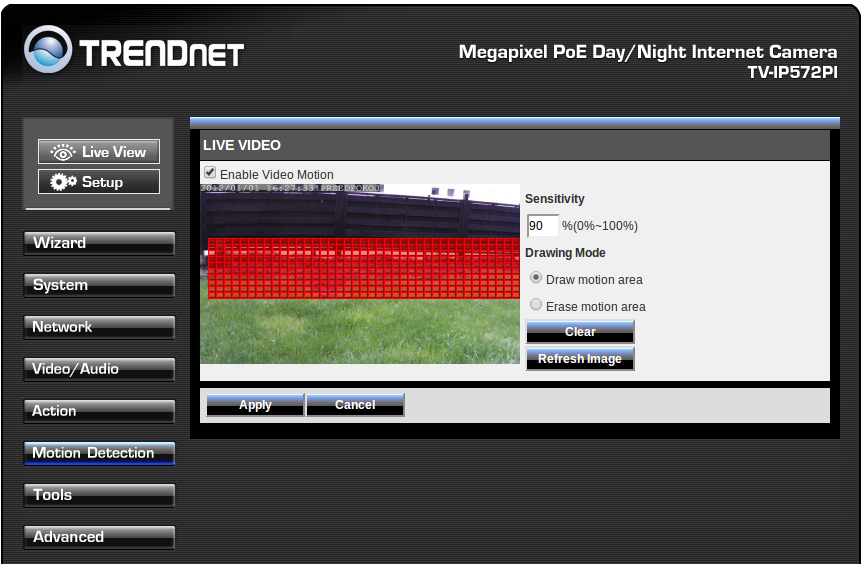 TRENDNET
Megapixel PoE Day/Night Internet Camera
TV-IP572PI
Live View
Setup
Wizard
System
Network
Video/Audio
Action
Motion Detection
Tools
Advanced
LIVE VIDEO
Enable Video Motion
2012/01/01 16:27:33 PRZEDPOKOJ
Sensitivity
90 %(0%~100%)
Drawing Mode
Draw motion area
Erase motion area
Clear
Refresh Image
Apply Cancel